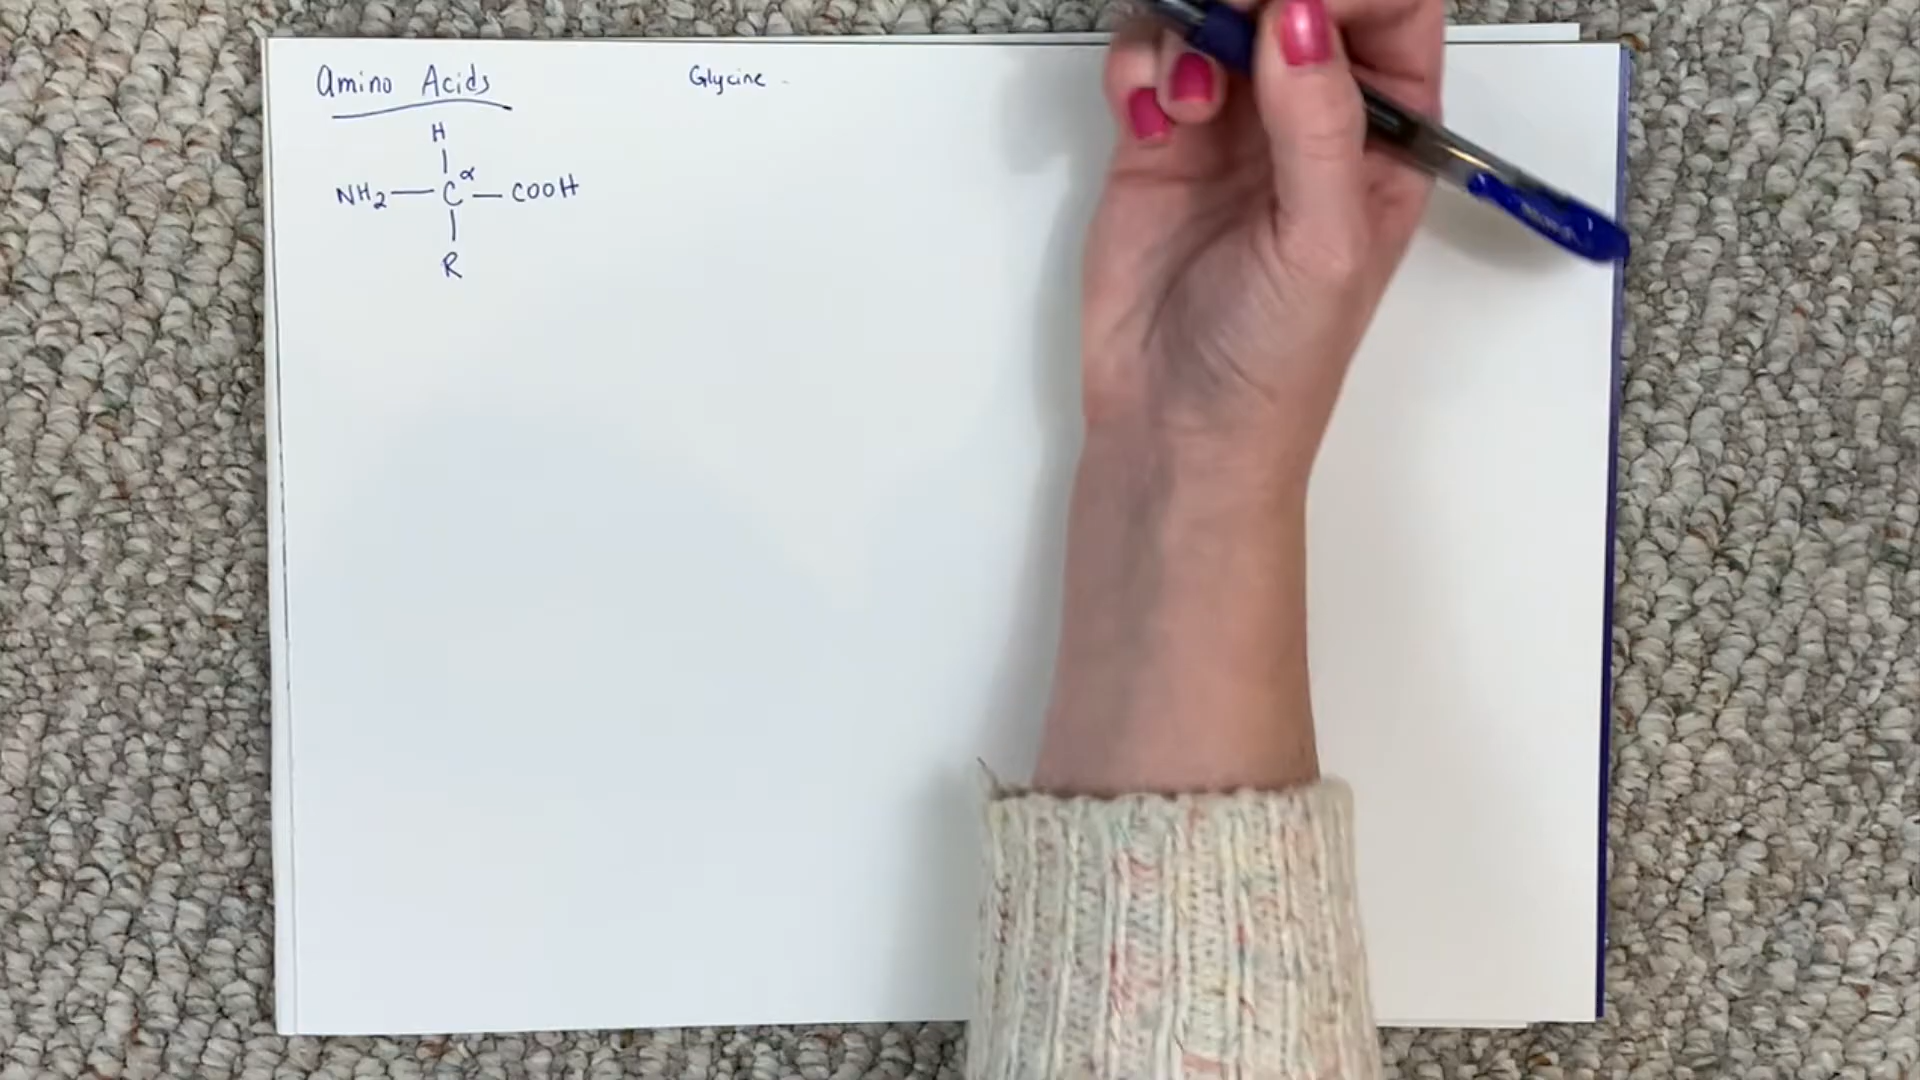 Amino Acids
Glycine -
H
NH2 — C α — COOH
R